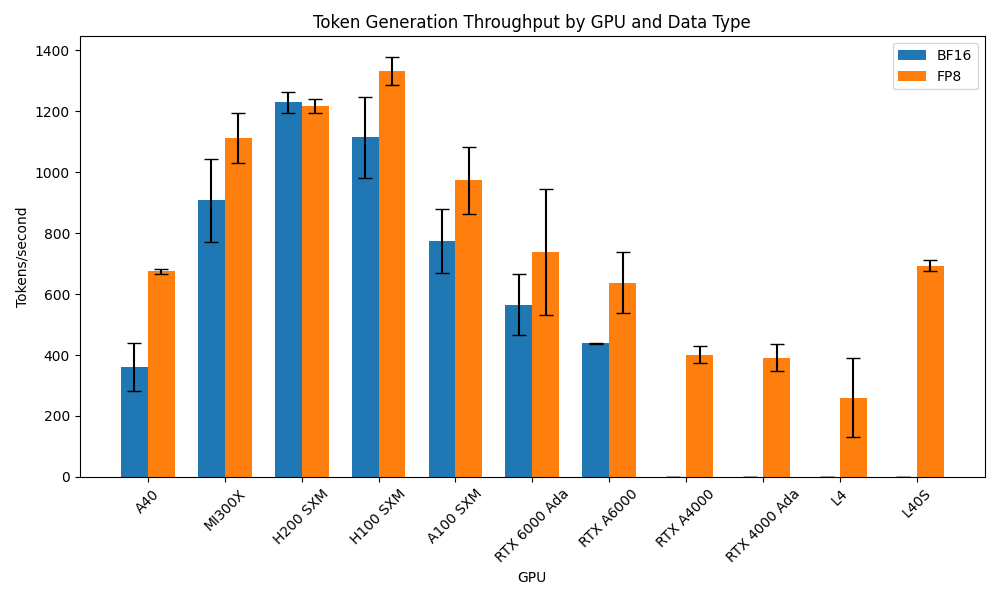 Token Generation Throughput by GPU and Data Type
BF16
FP8
Tokens/second
1400
1200
1000
800
600
400
200
0
A40
MI300X
H200 SXM
H100 SXM
A100 SXM
RTX 6000 Ada
RTX A6000
RTX A4000
RTX 4000 Ada
L4
L40S
GPU